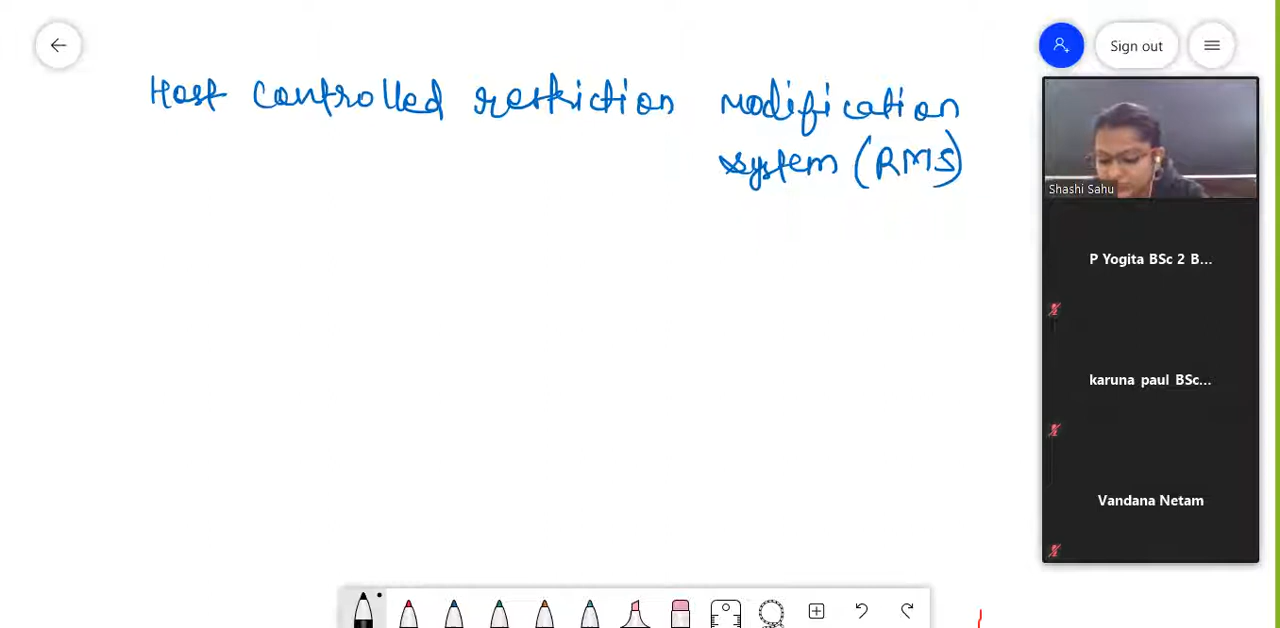 Sign out
Host controlled restriction modification
system (RMS)
Shashi Sahu
P Yogita BSc 2 B...
karuna paul BSc...
Vandana Netam